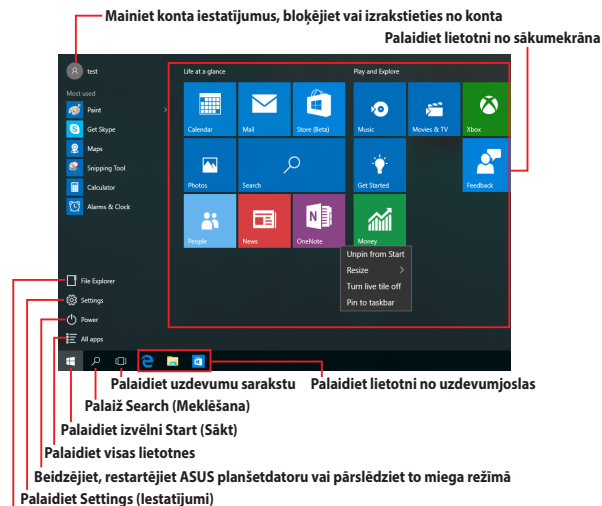 Mainiet konta iestatījumus, bloķējiet vai izrakstieties no konta
Palaidiet lietotni no sākumekrāna
test
Life at a glance
Play and Explore
Most used
Paint
Get Skype
Maps
Snipping Tool
Calculator
Alarms & Clock
Calendar
Mail
Store (Beta)
Music
Movies & TV
Xbox
Photos
Search
Get Started
Feedback
People
News
OneNote
Money
Unpin from Start
Resize
Turn live tile off
Pin to taskbar
File Explorer
Settings
Power
All apps
Palaidiet uzdevumu sarakstu
Palaidiet lietotni no uzdevumjoslas
Palaiž Search (Meklēšana)
Palaidiet izvēlni Start (Sākt)
Palaidiet visas lietotnes
Beidzējiet, restartējiet ASUS planšetdatoru vai pārslēdziet to miega režīmā
Palaidiet Settings (Iestatījumi)